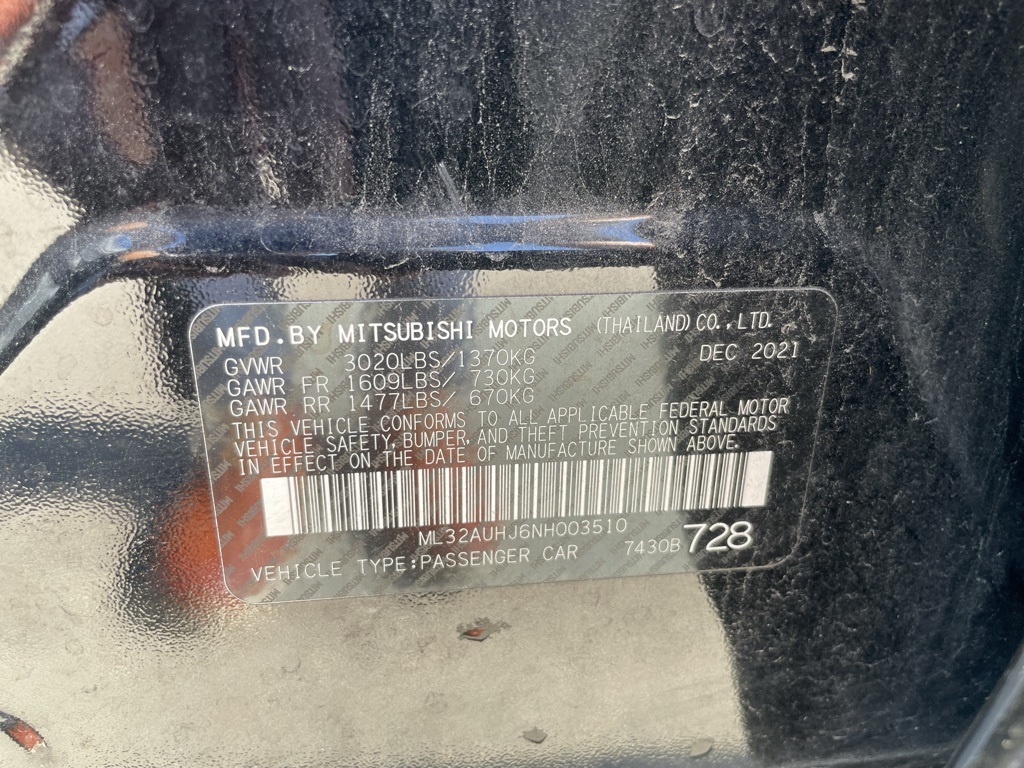 MFD.BY MITSUBISHI MOTORS (THAILAND) CO.,LTD.
GVWR 3020LBS/1370KG DEC 2021
GAWR FR 1609LBS/ 730KG
GAWR RR 1477LBS/ 670KG
THIS VEHICLE CONFORMS TO ALL APPLICABLE FEDERAL MOTOR
VEHICLE SAFETY, BUMPER, AND THEFT PREVENTION STANDARDS
IN EFFECT ON THE DATE OF MANUFACTURE SHOWN ABOVE.
ML32AUHJ6NH003510
VEHICLE TYPE:PASSENGER CAR 7430B 728